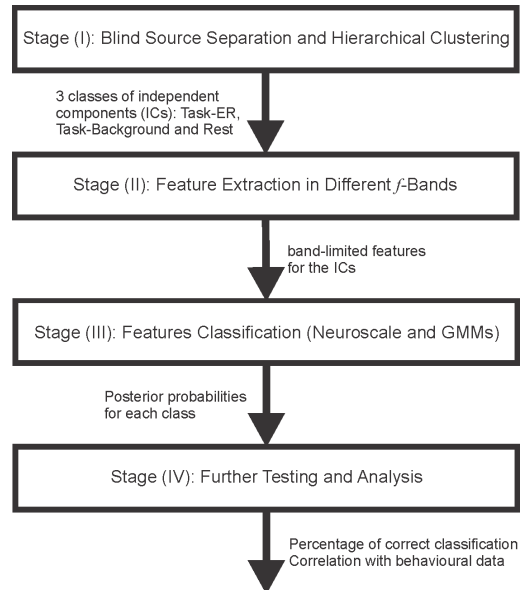 Stage (I): Blind Source Separation and Hierarchical Clustering
3 classes of independent
components (ICs): Task-ER,
Task-Background and Rest
Stage (II): Feature Extraction in Different f-Bands
band-limited features
for the ICs
Stage (III): Features Classification (Neuroscale and GMMs)
Posterior probabilities
for each class
Stage (IV): Further Testing and Analysis
Percentage of correct classification
Correlation with behavioural data